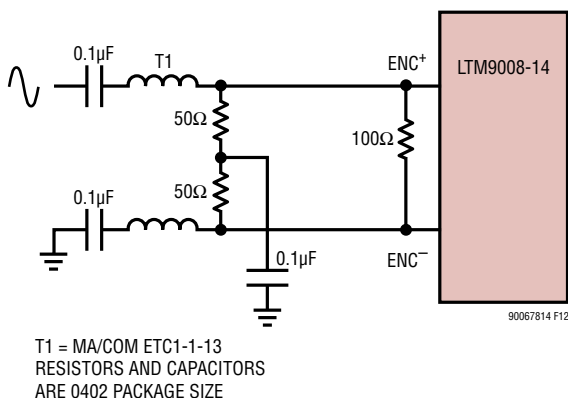 0.1µF
T1
ENC+
LTM9008-14
50Ω
100Ω
50Ω
0.1µF
0.1µF
ENC–
90067814 F12
T1 = MA/COM ETC1-1-13
RESISTORS AND CAPACITORS
ARE 0402 PACKAGE SIZE